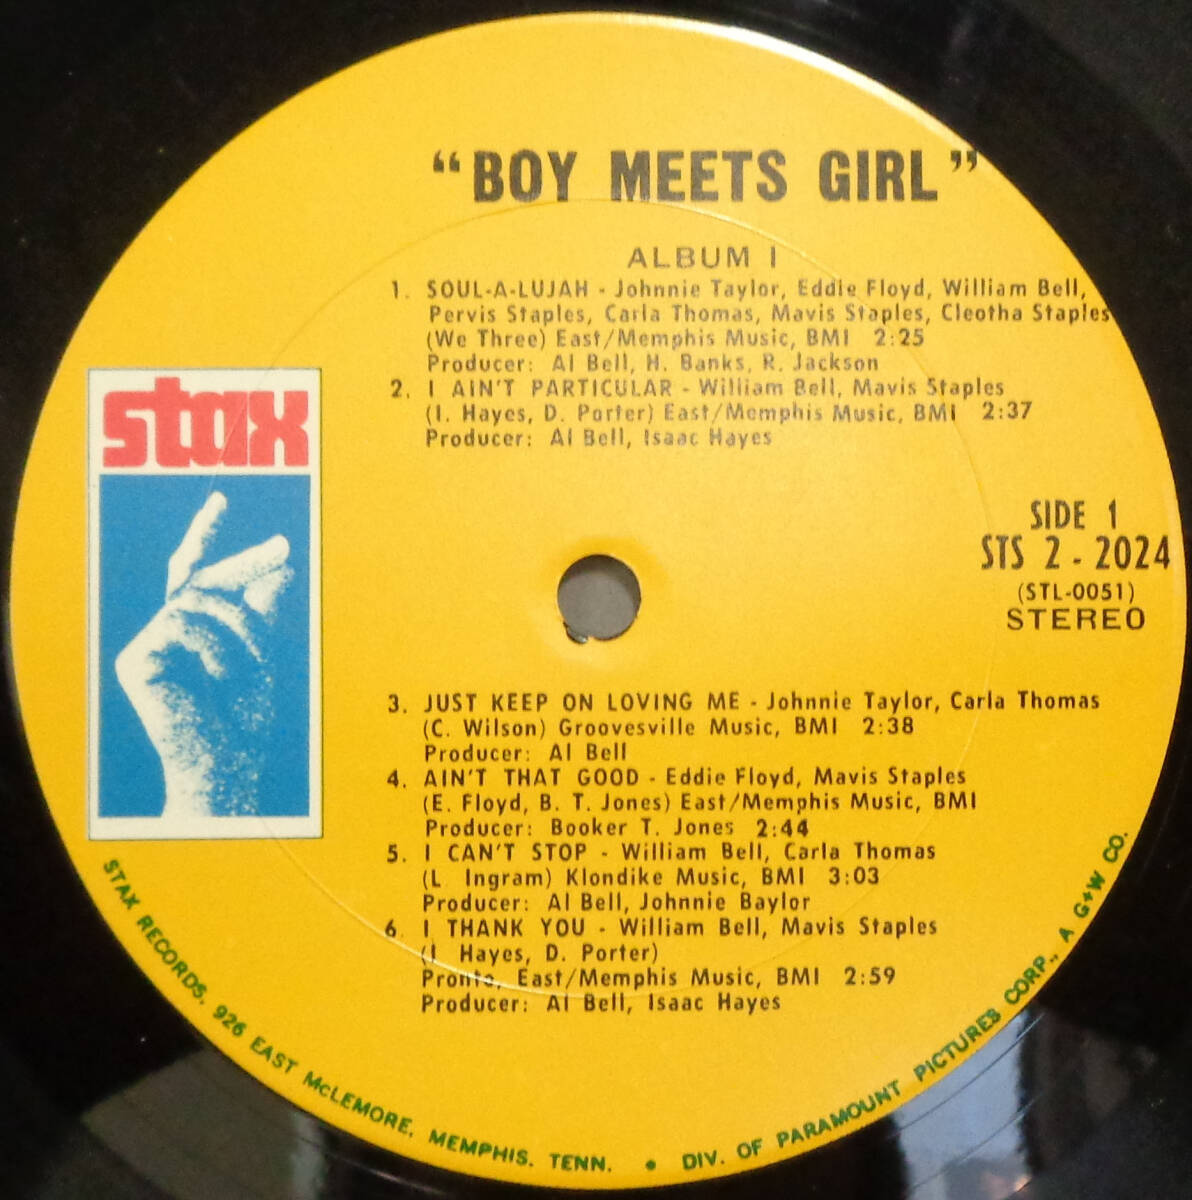 "BOY MEETS GIRL"
ALBUM I
1. SOUL-A-LUJAH - Johnnie Taylor, Eddie Floyd, William Bell,
Pervis Staples, Carla Thomas, Mavis Staples, Cleotha Staples
(We Three) East/Memphis Music, BMI 2:25
Producer: Al Bell, H. Banks, R. Jackson
2. I AIN'T PARTICULAR - William Bell, Mavis Staples
(I. Hayes, D. Porter) East/Memphis Music, BMI 2:37
Producer: Al Bell, Isaac Hayes
stax
SIDE 1
STS 2 - 2024
(STL-0051)
STEREO
3. JUST KEEP ON LOVING ME - Johnnie Taylor, Carla Thomas
(C. Wilson) Groovesville Music, BMI 2:38
Producer: Al Bell
4. AIN'T THAT GOOD - Eddie Floyd, Mavis Staples
(E. Floyd, B. T. Jones) East/Memphis Music, BMI
Producer: Booker T. Jones 2:44
5. I CAN'T STOP - William Bell, Carla Thomas
(L. Ingram) Klondike Music, BMI 3:03
Producer: Al Bell, Johnnie Baylor
6. I THANK YOU - William Bell, Mavis Staples
(I Hayes, D. Porter)
Pronto, East/Memphis Music, BMI 2:59
Producer: Al Bell, Isaac Hayes
STAX RECORDS, 926 EAST McLEMORE, MEMPHIS, TENN. • DIV. OF PARAMOUNT PICTURES CORP., A G+W CO.